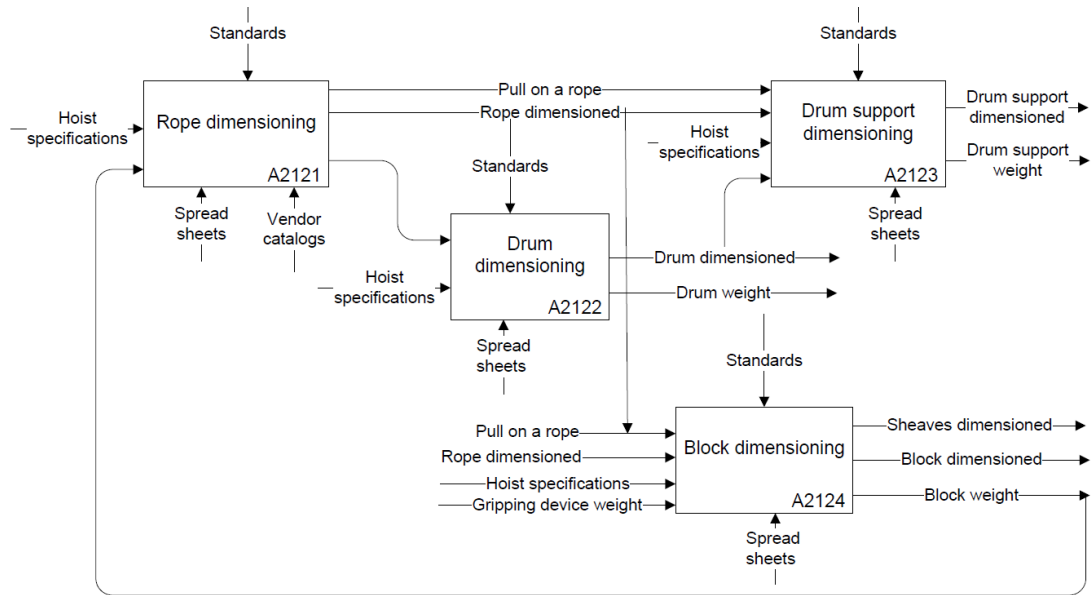 Standards
Standards
Pull on a rope
Rope dimensioned
Hoist
specifications
Rope dimensioning
A2121
Spread
sheets
Vendor
catalogs
Hoist
specifications
Drum support
dimensioning
A2123
Drum support
dimensioned
Drum support
weight
Spread
sheets
Standards
Drum
dimensioning
A2122
Hoist
specifications
Drum dimensioned
Drum weight
Spread
sheets
Standards
Pull on a rope
Rope dimensioned
Hoist specifications
Gripping device weight
Block dimensioning
A2124
Sheaves dimensioned
Block dimensioned
Block weight
Spread
sheets